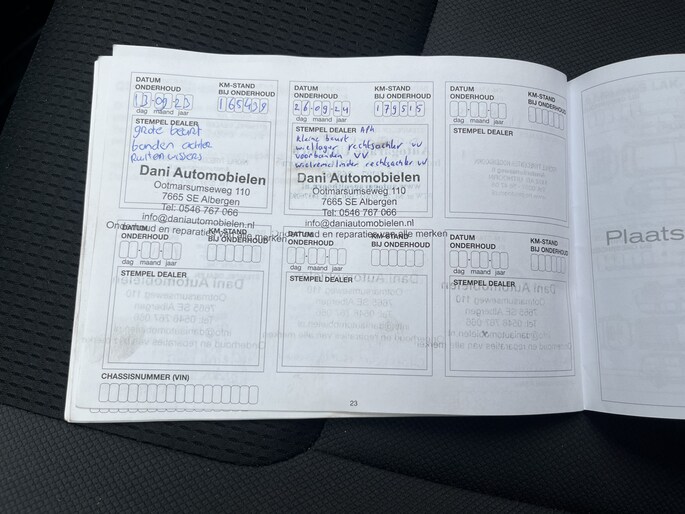 DATUM ONDERHOUD
KM-STAND BIJ ONDERHOUD
165438
dag maand jaar
STEMPEL DEALER
grote beurt
banden achter
Ruitenwissers
Dani Automobielen
Ootmarsumseweg 110
7665 SE Albergen
Tel: 0546 767 066
info@daniautomobielen.nl
Onderhoud en reparatie van alle merken
DATUM ONDERHOUD
KM-STAND BIJ ONDERHOUD
26-09-24
179515
dag maand jaar
STEMPEL DEALER
kleine beurt
wiellager rechtsachter vv
voorbanden VV
wielremcilinder rechtsachter vv
Dani Automobielen
Ootmarsumseweg 110
7665 SE Albergen
Tel: 0546 767 066
info@daniautomobielen.nl
Onderhoud en reparatie van alle merken
DATUM ONDERHOUD
KM-STAND BIJ ONDERHOUD
dag maand jaar
STEMPEL DEALER
DATUM ONDERHOUD
KM-STAND BIJ ONDERHOUD
dag maand jaar
STEMPEL DEALER
DATUM ONDERHOUD
KM-STAND BIJ ONDERHOUD
dag maand jaar
STEMPEL DEALER
DATUM ONDERHOUD
KM-STAND BIJ ONDERHOUD
dag maand jaar
STEMPEL DEALER
CHASSISNUMMER (VIN)
23
Plaats